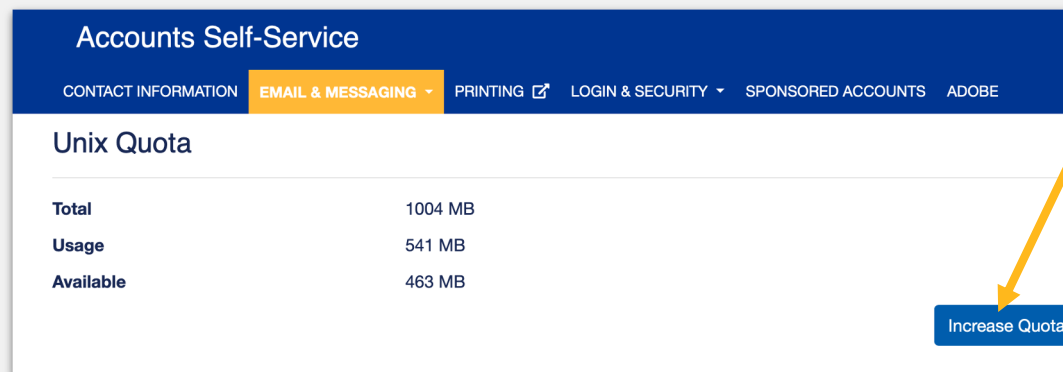 Accounts Self-Service
CONTACT INFORMATION EMAIL & MESSAGING PRINTING LOGIN & SECURITY SPONSORED ACCOUNTS ADOBE
Unix Quota
Total 1004 MB
Usage 541 MB
Available 463 MB
Increase Quota